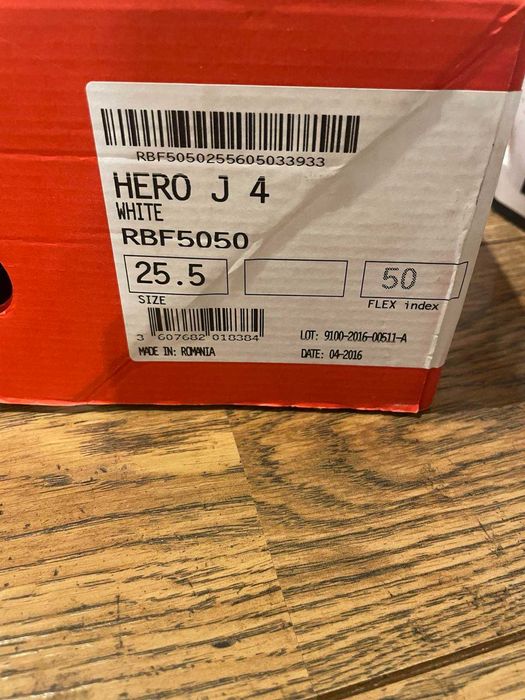 RBF5050255605033933
HERO J 4
WHITE
RBF5050
25.5 50
SIZE FLEX index
3 607682 018384 LOT: 9100-2016-00511-A
MADE IN: ROMANIA DATE: 04-2016